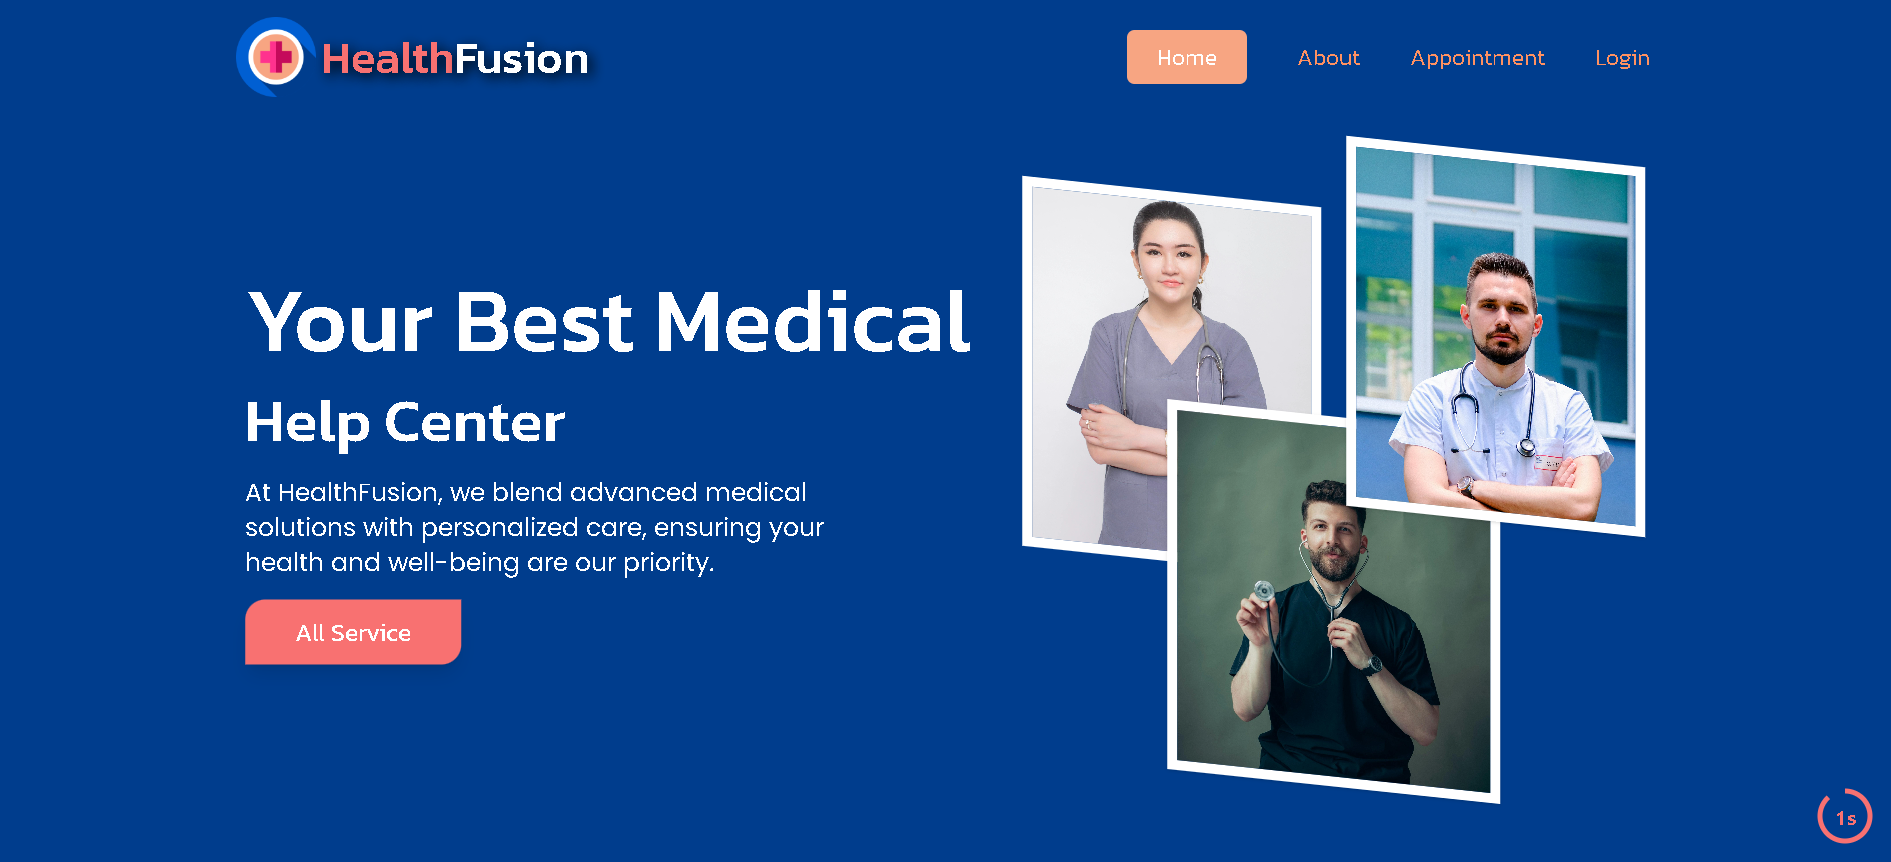 HealthFusion
Home
About
Appointment
Login
Your Best Medical
Help Center
At HealthFusion, we blend advanced medical
solutions with personalized care, ensuring your
health and well-being are our priority.
All Service
1s